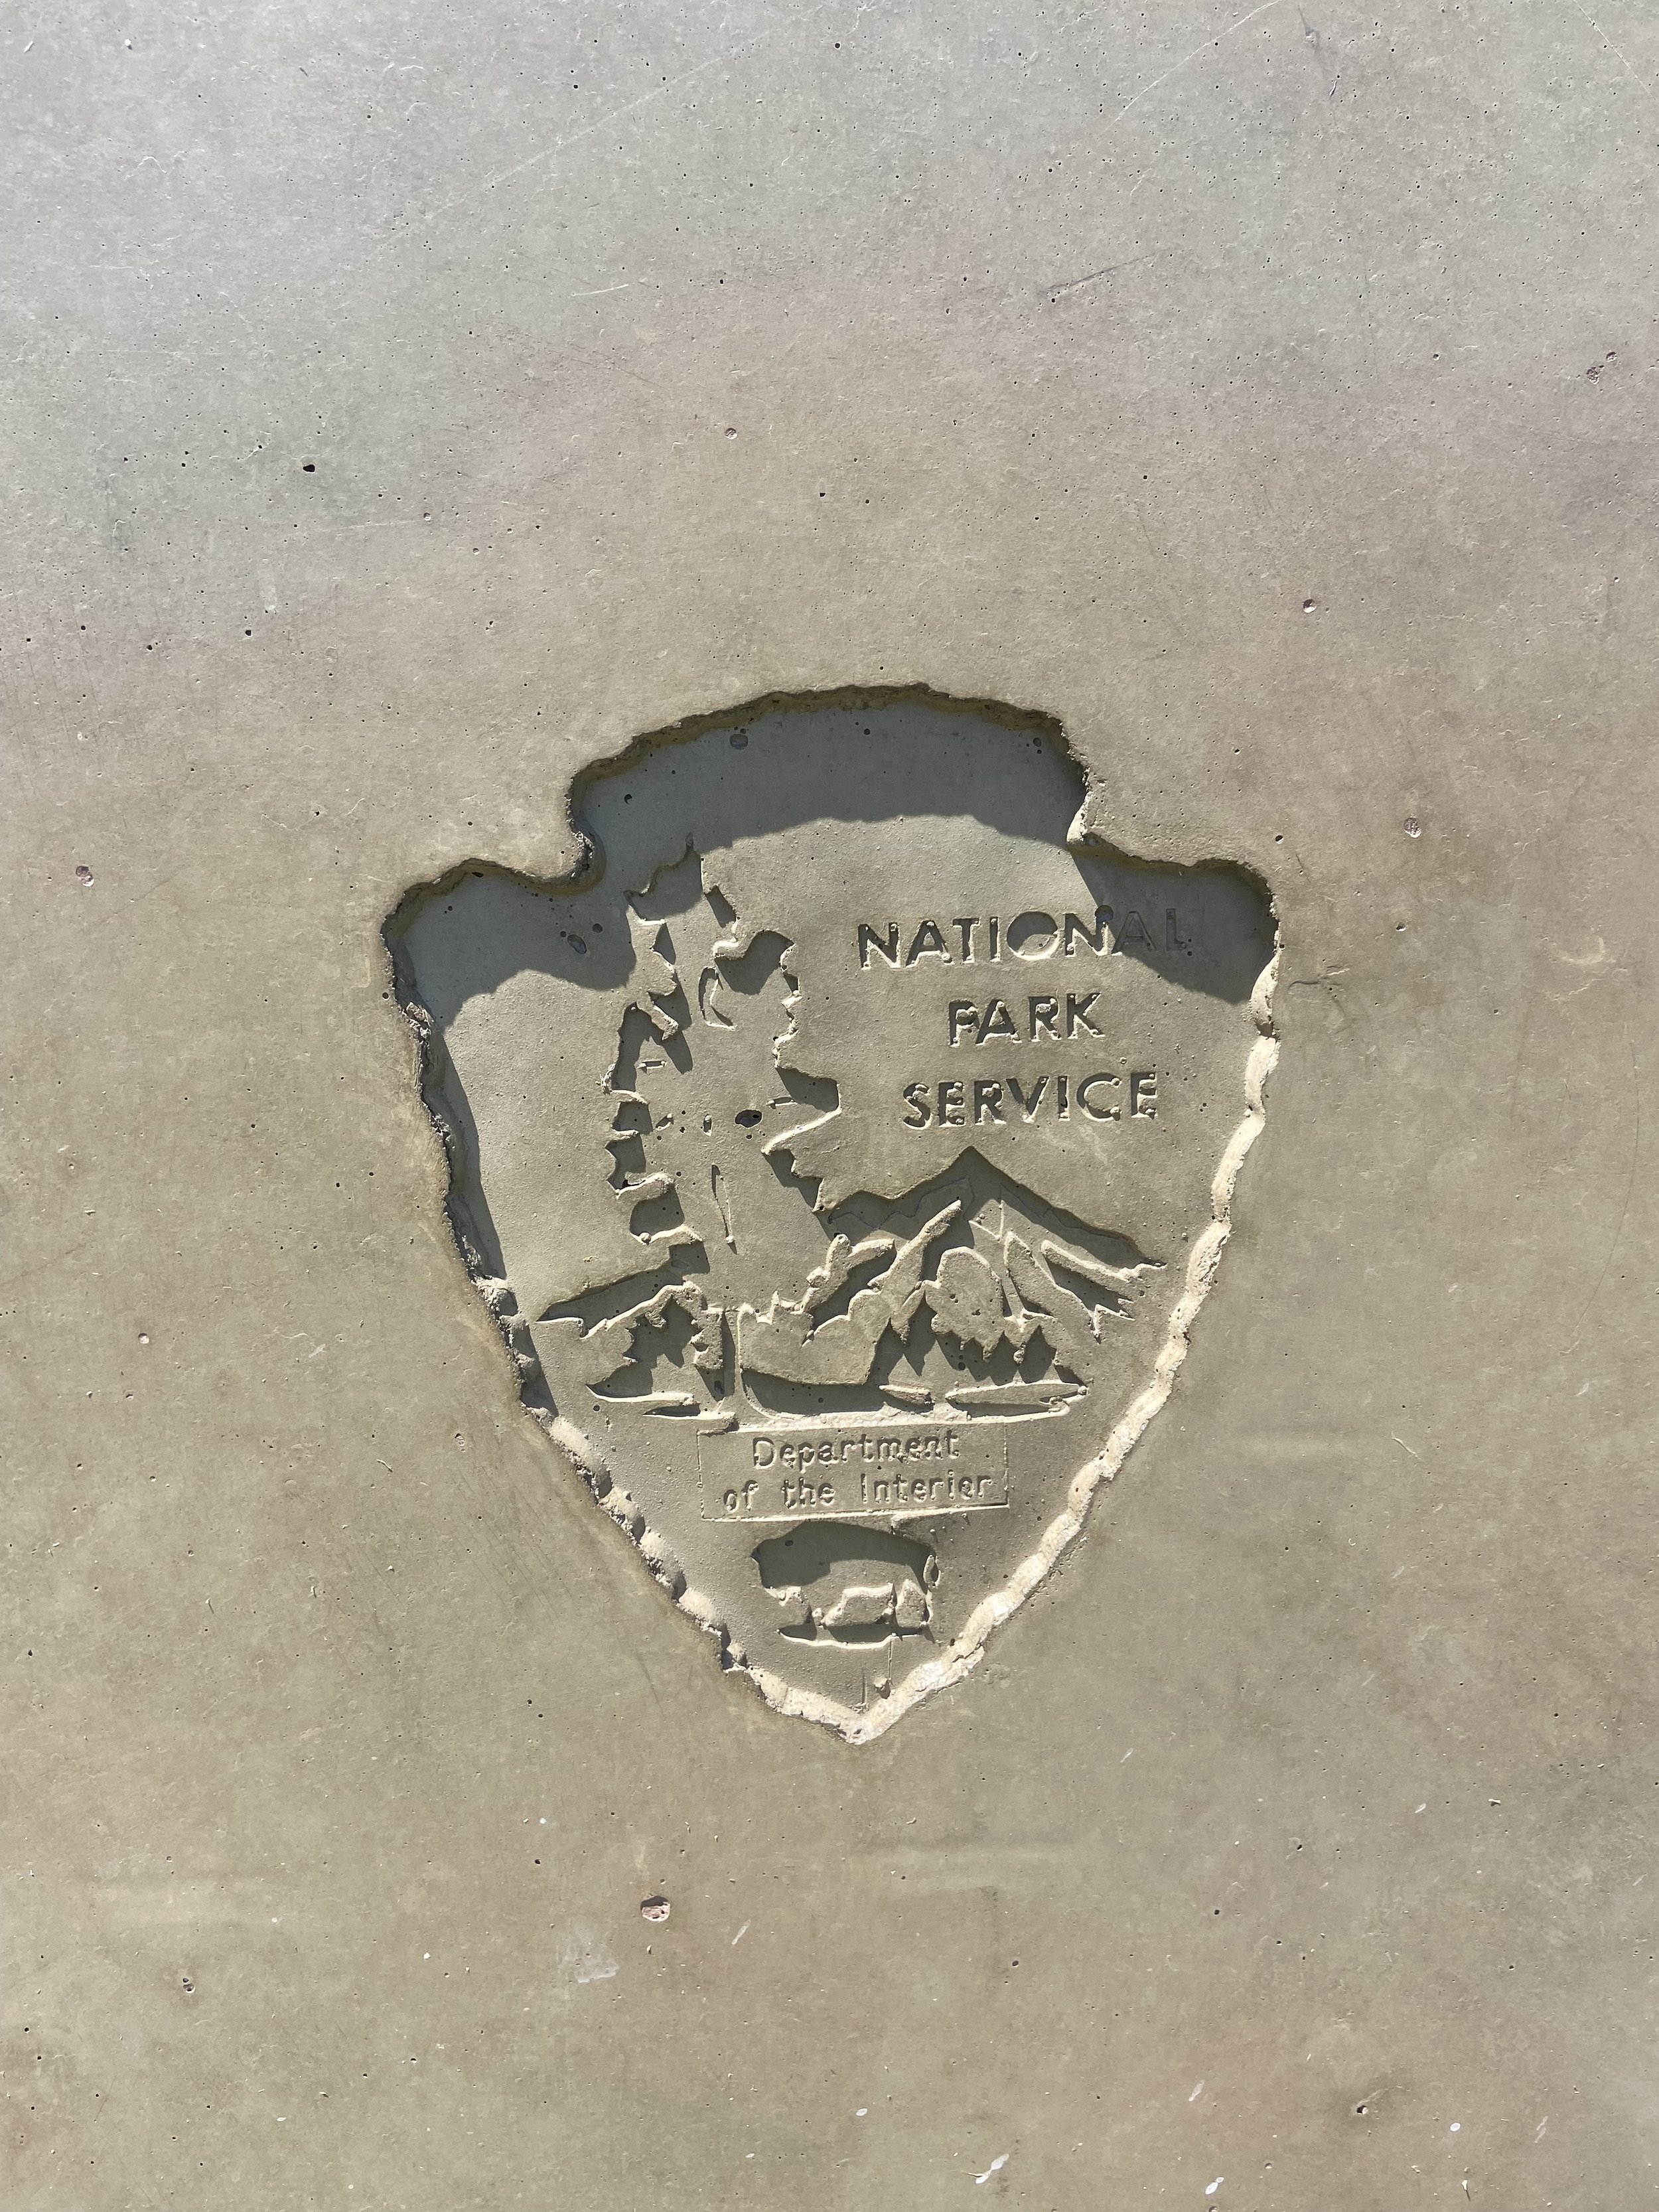 NATIONAL
PARK
SERVICE
Department
of the Interior